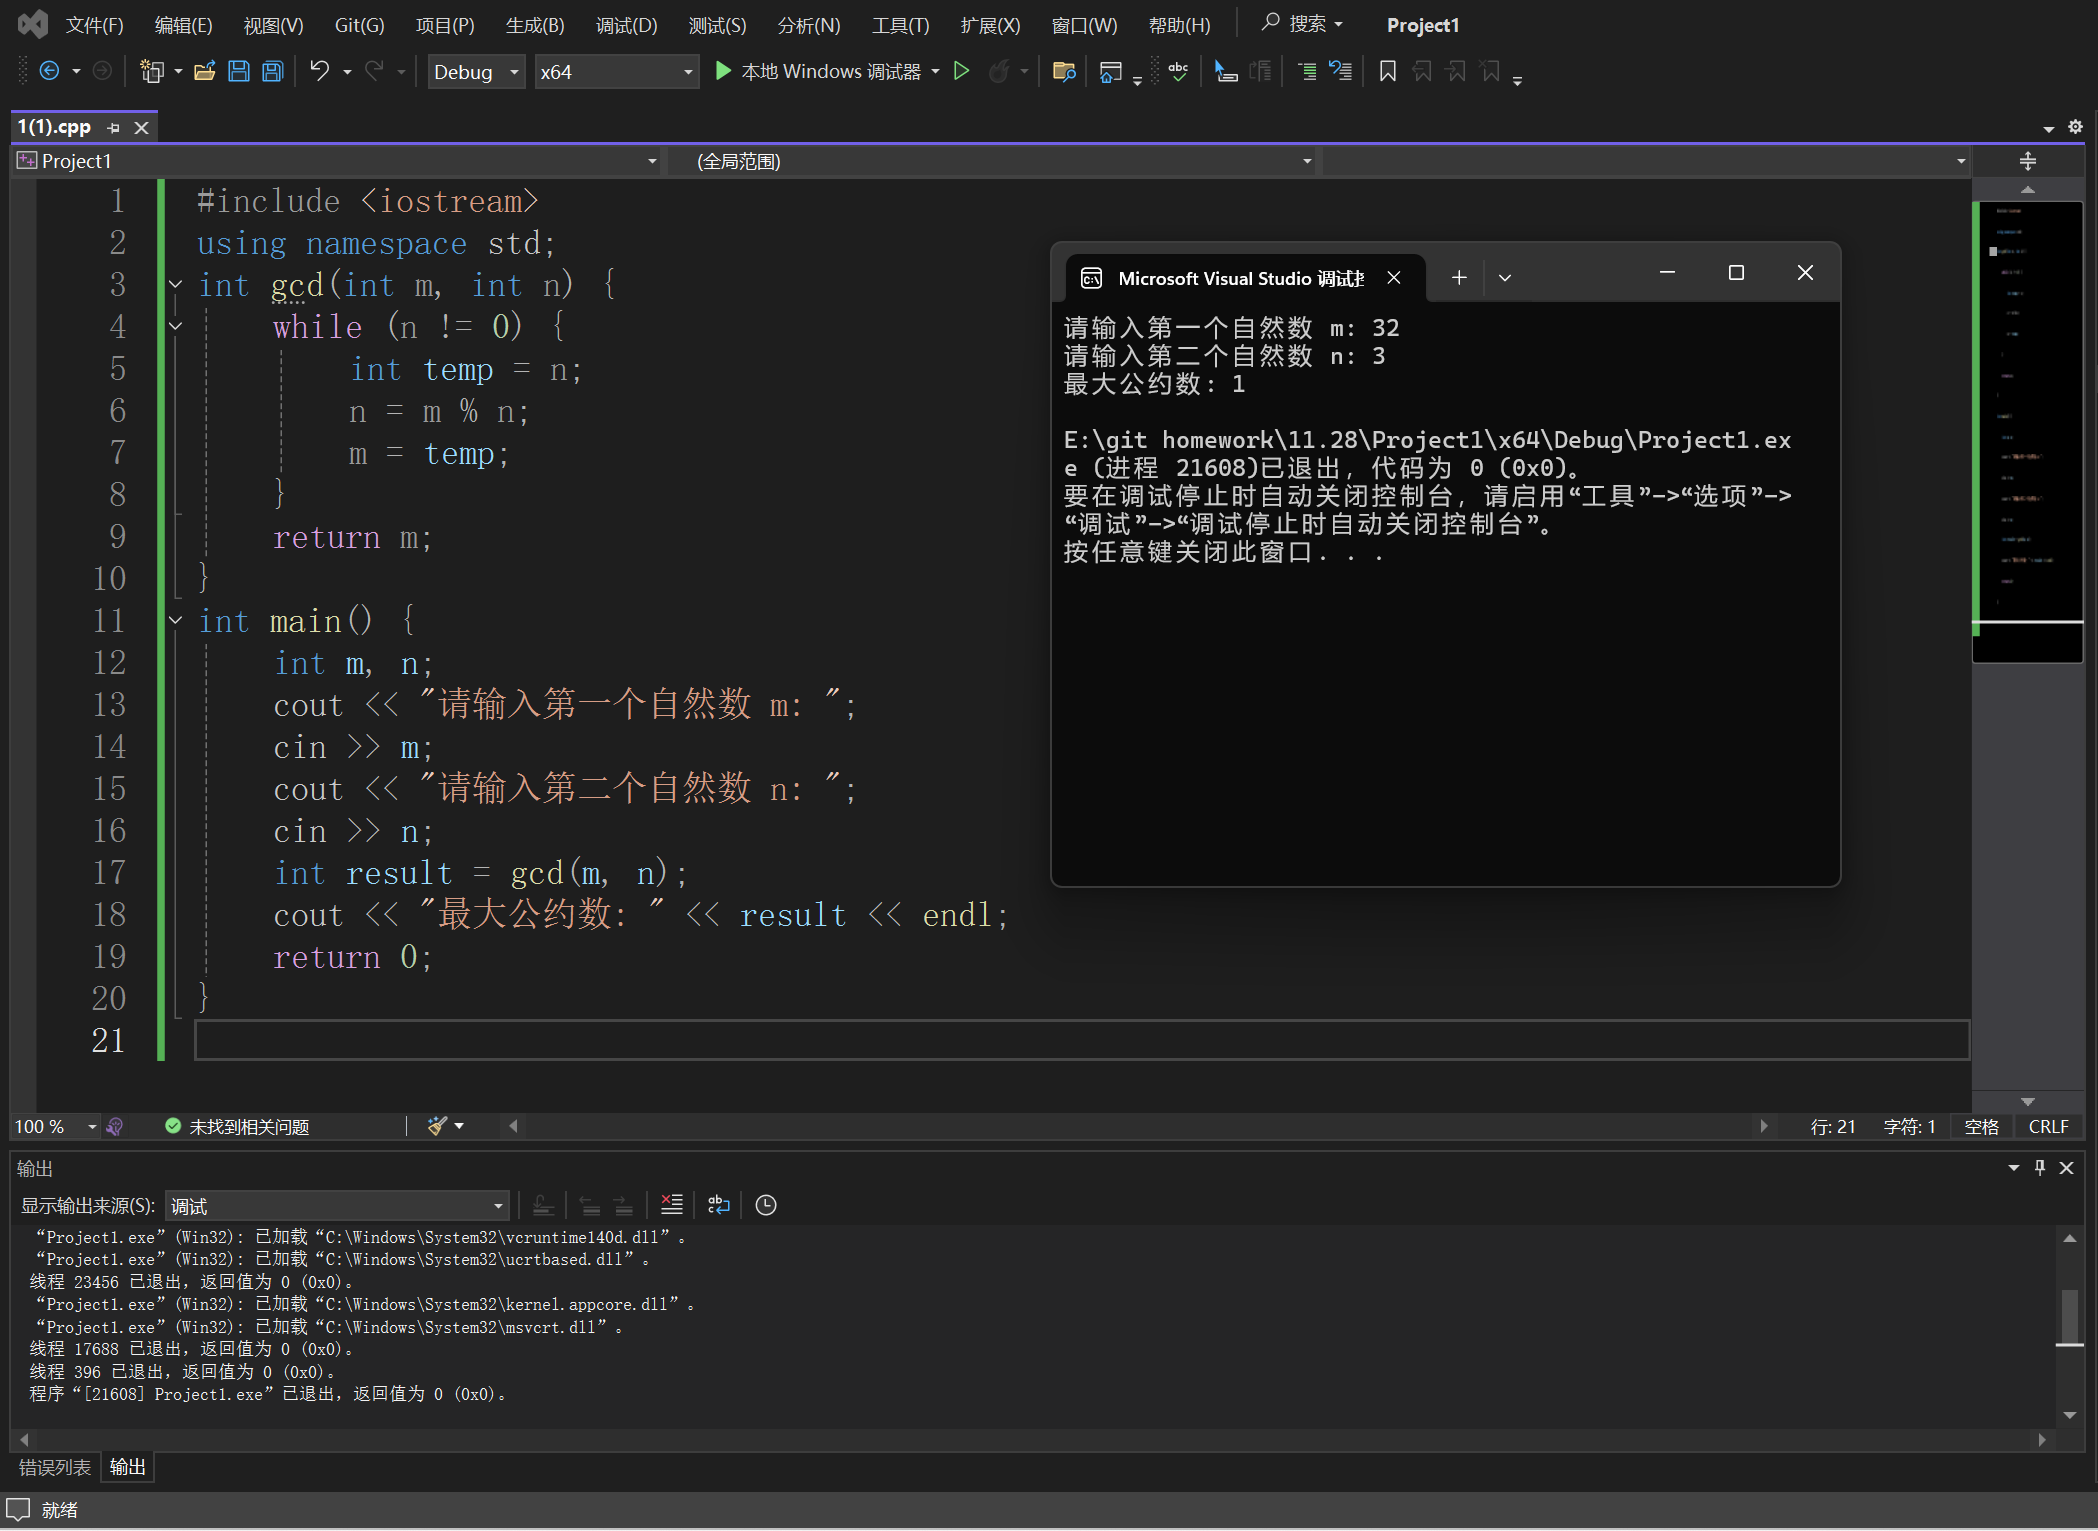 文件(F) 编辑(E) 视图(V) Git(G) 项目(P) 生成(B) 调试(D) 测试(S) 分析(N) 工具(T) 扩展(X) 窗口(W) 帮助(H) 搜索 Project1
Debug x64 本地 Windows 调试器
1(1).cpp
Project1 (全局范围)
1 #include <iostream>
2 using namespace std;
3 int gcd(int m, int n) {
4 while (n != 0) {
5 int temp = n;
6 n = m % n;
7 m = temp;
8 }
9 return m;
10 }
11 int main() {
12 int m, n;
13 cout << "请输入第一个自然数 m: ";
14 cin >> m;
15 cout << "请输入第二个自然数 n: ";
16 cin >> n;
17 int result = gcd(m, n);
18 cout << "最大公约数: " << result << endl;
19 return 0;
20 }
21
Microsoft Visual Studio 调试
请输入第一个自然数 m: 32
请输入第二个自然数 n: 3
最大公约数: 1
E:\git homework\11.28\Project1\x64\Debug\Project1.ex
e (进程 21608)已退出，代码为 0 (0x0)。
要在调试停止时自动关闭控制台，请启用“工具”->“选项”->
“调试”->“调试停止时自动关闭控制台”。
按任意键关闭此窗口. . .
100 % 未找到相关问题 行: 21 字符: 1 空格 CRLF
输出
显示输出来源(S): 调试
“Project1.exe”(Win32): 已加载“C:\Windows\System32\vcruntime140d.dll”。
“Project1.exe”(Win32): 已加载“C:\Windows\System32\ucrtbased.dll”。
线程 23456 已退出，返回值为 0 (0x0)。
“Project1.exe”(Win32): 已加载“C:\Windows\System32\kernel.appcore.dll”。
“Project1.exe”(Win32): 已加载“C:\Windows\System32\msvcrt.dll”。
线程 17688 已退出，返回值为 0 (0x0)。
线程 396 已退出，返回值为 0 (0x0)。
程序“[21608] Project1.exe”已退出，返回值为 0 (0x0)。
错误列表 输出
就绪